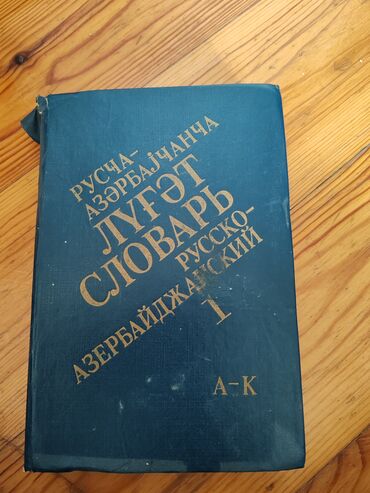 РУСЧА-
АЗӘРБАЈҸАНЧА
ЛУҒӘТ
СЛОВАРЬ
РУССКО-
АЗЕРБАЙДЖАНСКИЙ
1
А-К